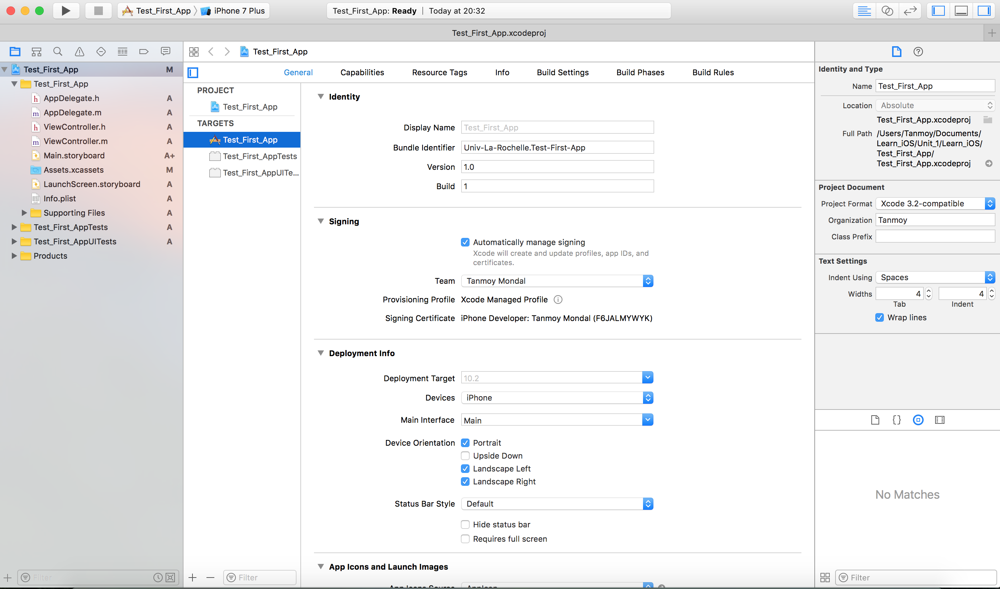 Test_First_App
iPhone 7 Plus
Test_First_App: Ready
Today at 20:32
Test_First_App.xcodeproj
Test_First_App M
Test_First_App
AppDelegate.h A
AppDelegate.m A
ViewController.h A
ViewController.m A
Main.storyboard A+
Assets.xcassets M
LaunchScreen.storyboard A
Info.plist A
Supporting Files A
Test_First_AppTests A
Test_First_AppUITests A
Products
Filter
Test_First_App
General Capabilities Resource Tags Info Build Settings Build Phases Build Rules
PROJECT
Test_First_App
TARGETS
Test_First_App
Test_First_AppTests
Test_First_AppUITe...
Filter
Identity
Display Name Test_First_App
Bundle Identifier Univ-La-Rochelle.Test-First-App
Version 1.0
Build 1
Signing
Automatically manage signing
Xcode will create and update profiles, app IDs, and
certificates.
Team Tanmoy Mondal
Provisioning Profile Xcode Managed Profile
Signing Certificate iPhone Developer: Tanmoy Mondal (F6JALMYWYK)
Deployment Info
Deployment Target 10.2
Devices iPhone
Main Interface Main
Device Orientation Portrait
Upside Down
Landscape Left
Landscape Right
Status Bar Style Default
Hide status bar
Requires full screen
App Icons and Launch Images
App Icons Source AppIcon
Identity and Type
Name Test_First_App
Location Absolute
Test_First_App.xcodeproj
Full Path /Users/Tanmoy/Documents/
Learn_iOS/Unit_1/Learn_iOS/
Test_First_App/
Test_First_App.xcodeproj
Project Document
Project Format Xcode 3.2-compatible
Organization Tanmoy
Class Prefix
Text Settings
Indent Using Spaces
Widths 4 4
Tab Indent
Wrap lines
No Matches
Filter